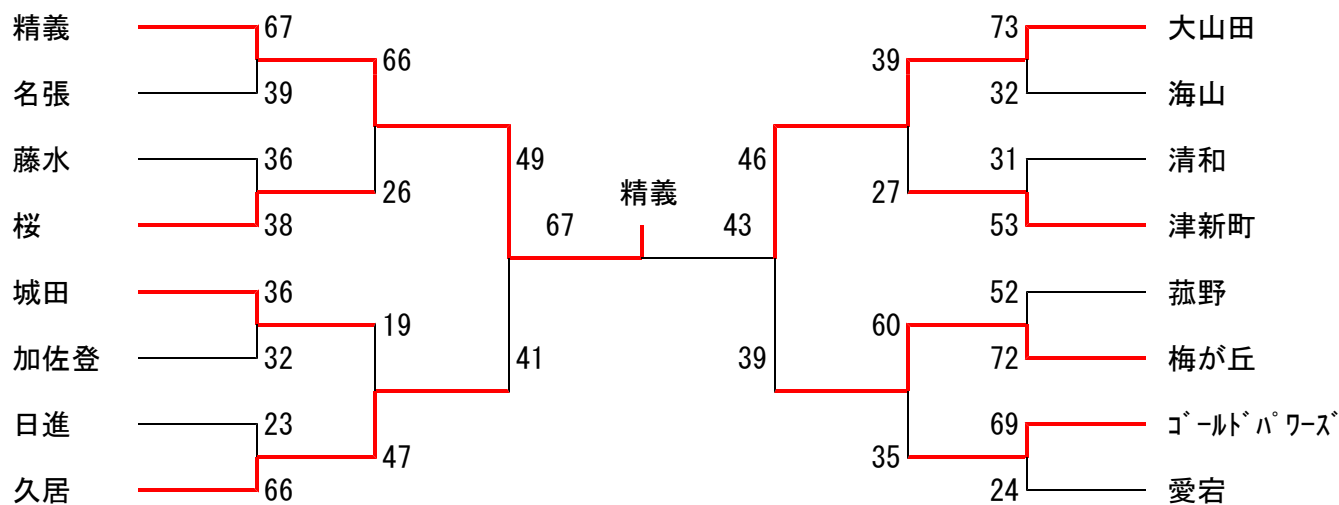 精義 67 73 大山田
66 39
名張 39 32 海山
藤水 36 49 46 31 清和
26 精義 27
桜 38 67 43 53 津新町
城田 36 52 菰野
19 60
加佐登 32 41 39 72 梅が丘
日進 23 69 ｺﾞｰﾙﾄﾞﾊﾟﾜｰｽﾞ
47 35
久居 66 24 愛宕